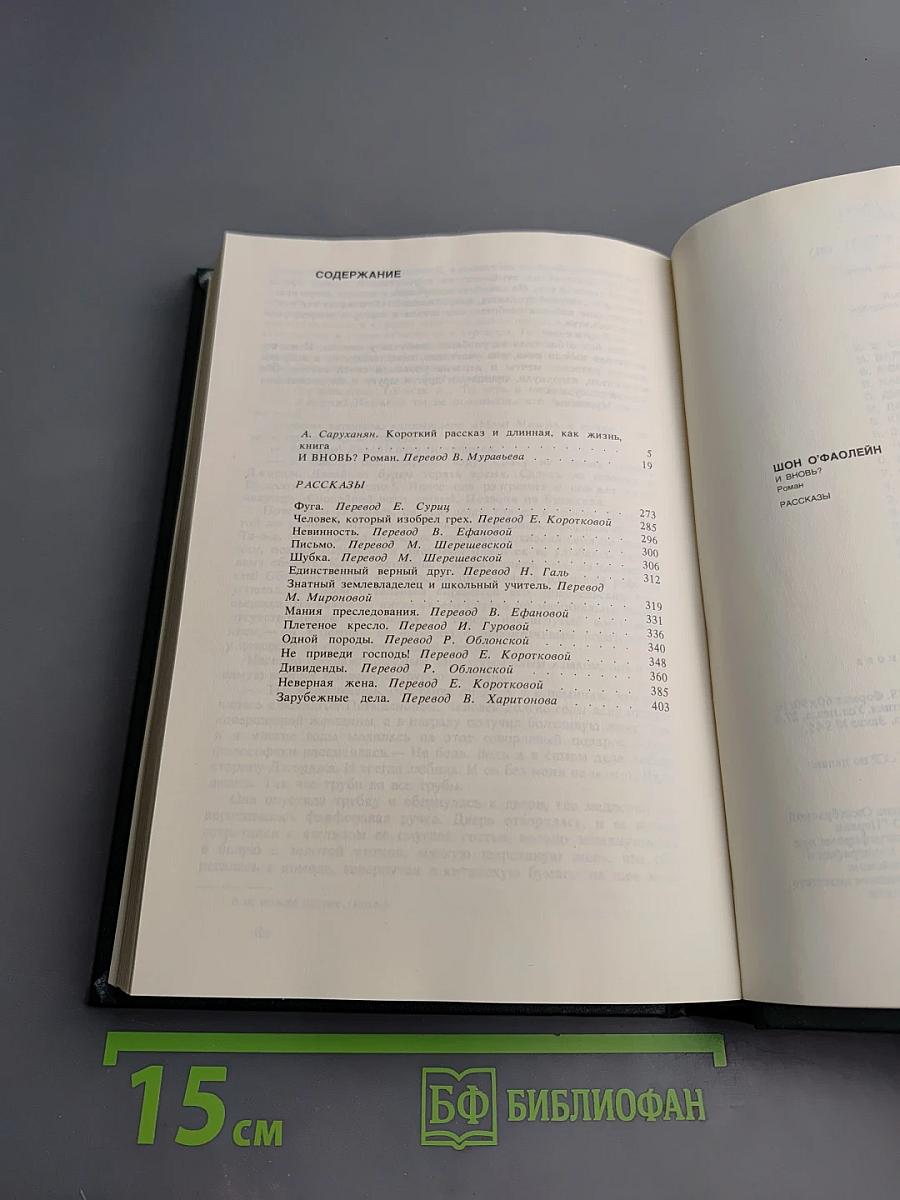 СОДЕРЖАНИЕ
А. Саруханян. Короткий рассказ и длинная, как жизнь,
книга . . . . . . . . . . 5
И ВНОВЬ? Роман. Перевод В. Муравьева . . . . . . . 19
РАССКАЗЫ
Фуга. Перевод Е. Суриц . . . . . . . . . . 273
Человек, который изобрел грех. Перевод Е. Коротковой 285
Невинность. Перевод В. Ефановой . . . . . . . 296
Письмо. Перевод М. Шерешевской . . . . . . . 300
Шубка. Перевод М. Шерешевской . . . . . . . 306
Единственный верный друг. Перевод Н. Галь . . . . 312
Знатный землевладелец и школьный учитель. Перевод
М. Мироновой . . . . . . . . . . 319
Мания преследования. Перевод В. Ефановой . . . . 331
Плетеное кресло. Перевод И. Гуровой . . . . . . 336
Одной породы. Перевод Р. Облонской . . . . . . 340
Не приведи господь! Перевод Е. Коротковой . . . . 348
Дивиденды. Перевод Р. Облонской . . . . . . . 360
Неверная жена. Перевод Е. Коротковой . . . . . . 385
Зарубежные дела. Перевод В. Харитонова . . . . . 403
ШОН О'ФАОЛЕЙН
И ВНОВЬ?
Роман
РАССКАЗЫ
15 см
БФ БИБЛИОФАН